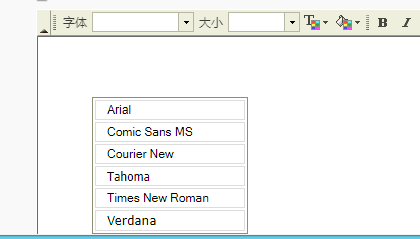 字体 大小 T B I
Arial
Comic Sans MS
Courier New
Tahoma
Times New Roman
Verdana